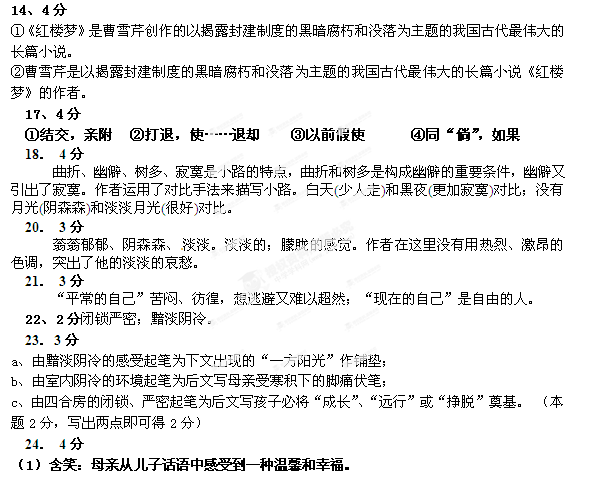 14、4分
①《红楼梦》是曹雪芹创作的以揭露封建制度的黑暗腐朽和没落为主题的我国古代最伟大的
长篇小说。
②曹雪芹是以揭露封建制度的黑暗腐朽和没落为主题的我国古代最伟大的长篇小说《红楼
梦》的作者。
17、4分
①结交，亲附 ②打退，使……退却 ③以前假使 ④同“倘”，如果
18. 4分
曲折、幽僻、树多、寂寞是小路的特点，曲折和树多是构成幽僻的重要条件，幽僻又
引出了寂寞。作者运用了对比手法来描写小路。白天(少人走)和黑夜(更加寂寞)对比；没有
月光(阴森森)和淡淡月光(很好)对比。
20. 3分
蓊蓊郁郁、阴森森、淡淡。淡淡的；朦胧的感觉。作者在这里没有用热烈、激昂的
色调，突出了他的淡淡的哀愁。
21. 3分
“平常的自己”苦闷、彷徨，想逃避又难以超然；“现在的自己”是自由的人。
22、2分闭锁严密；黯淡阴冷。
23. 3分
a、由黯淡阴冷的感受起笔为下文出现的“一方阳光”作铺垫；
b、由室内阴冷的环境起笔为后文写母亲受寒积下的脚痛伏笔；
c、由四合房的闭锁、严密起笔为后文写孩子必将“成长”、“远行”或“挣脱”奠基。（本
题2分，写出两点即可得2分）
24. 4分
（1）含笑：母亲从儿子话语中感受到一种温馨和幸福。